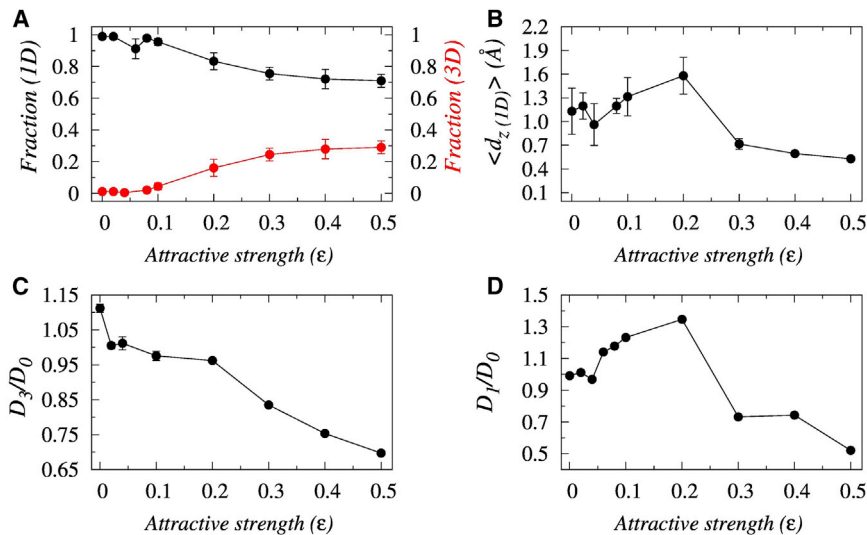 A
B
Fraction (1D)
1
0.8
0.6
0.4
0.2
0
1
0.8
0.6
0.4
0.2
0
Fraction (3D)
0 0.1 0.2 0.3 0.4 0.5
Attractive strength (ε)
<d_z (1D)> (Å)
2.2
1.9
1.6
1.3
1.0
0.7
0.4
0.1
0 0.1 0.2 0.3 0.4 0.5
Attractive strength (ε)
C
D
D_3/D_0
1.15
1.05
0.95
0.85
0.75
0.65
0 0.1 0.2 0.3 0.4 0.5
Attractive strength (ε)
D_1/D_0
1.5
1.3
1.1
0.9
0.7
0.5
0 0.1 0.2 0.3 0.4 0.5
Attractive strength (ε)